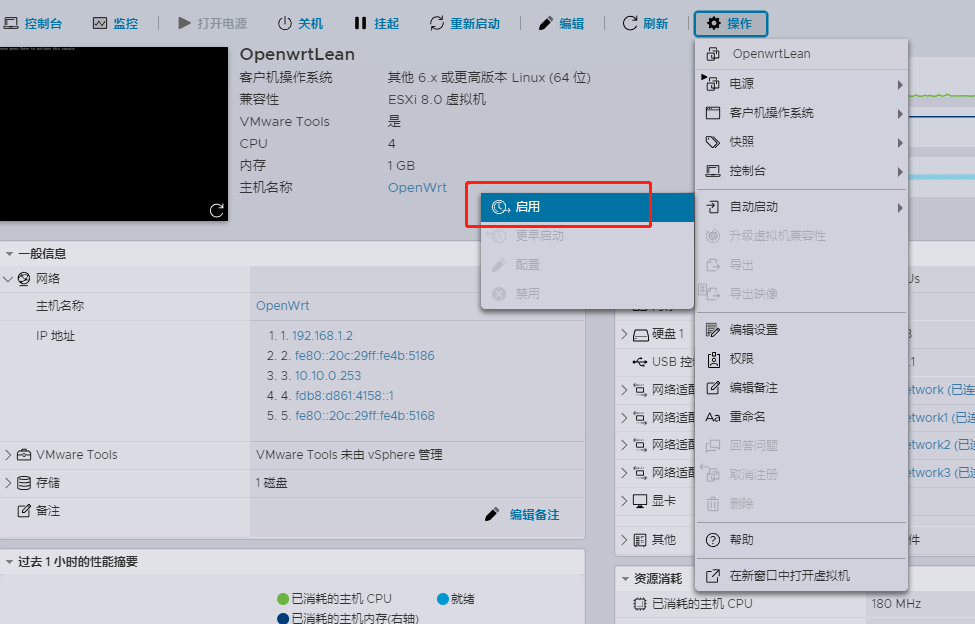 控制台 监控 打开电源 关机 挂起 重新启动 编辑 刷新 操作
OpenwrtLean
客户机操作系统 其他 6.x 或更高版本 Linux (64 位)
兼容性 ESXi 8.0 虚拟机
VMware Tools 是
CPU 4
内存 1 GB
主机名称 OpenWrt
启用
更早启动
配置
禁用
OpenwrtLean
电源
客户机操作系统
快照
控制台
自动启动
升级虚拟机兼容性
导出
导出映像
编辑设置
权限
编辑备注
Aa 重命名
回答问题
取消注册
删除
帮助
在新窗口中打开虚拟机
一般信息
网络
主机名称 OpenWrt
IP 地址
1. 1. 192.168.1.2
2. 2. fe80::20c:29ff:fe4b:5186
3. 3. 10.10.0.253
4. 4. fdb8:d861:4158::1
5. 5. fe80::20c:29ff:fe4b:5168
VMware Tools VMware Tools 未由 vSphere 管理
存储 1 磁盘
备注
编辑备注
过去 1 小时的性能摘要
已消耗的主机 CPU 就绪
已消耗的主机内存(右轴)
硬盘 1
USB 控
网络适配
etwork (已连
网络适配
etwork1 (已连
网络适配
etwork2 (已连
网络适配
etwork3 (已连
显卡
其他 件
资源消耗
已消耗的主机 CPU 180 MHz